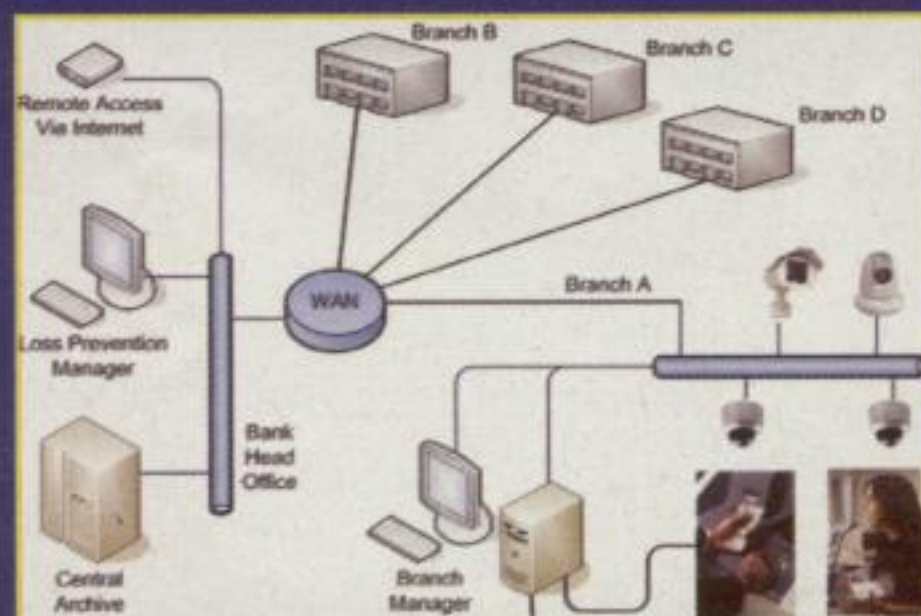 Branch B
Branch C
Branch D
Remote Access
Via Internet
WAN
Branch A
Loss Prevention
Manager
Bank
Head
Office
Central
Archive
Branch
Manager